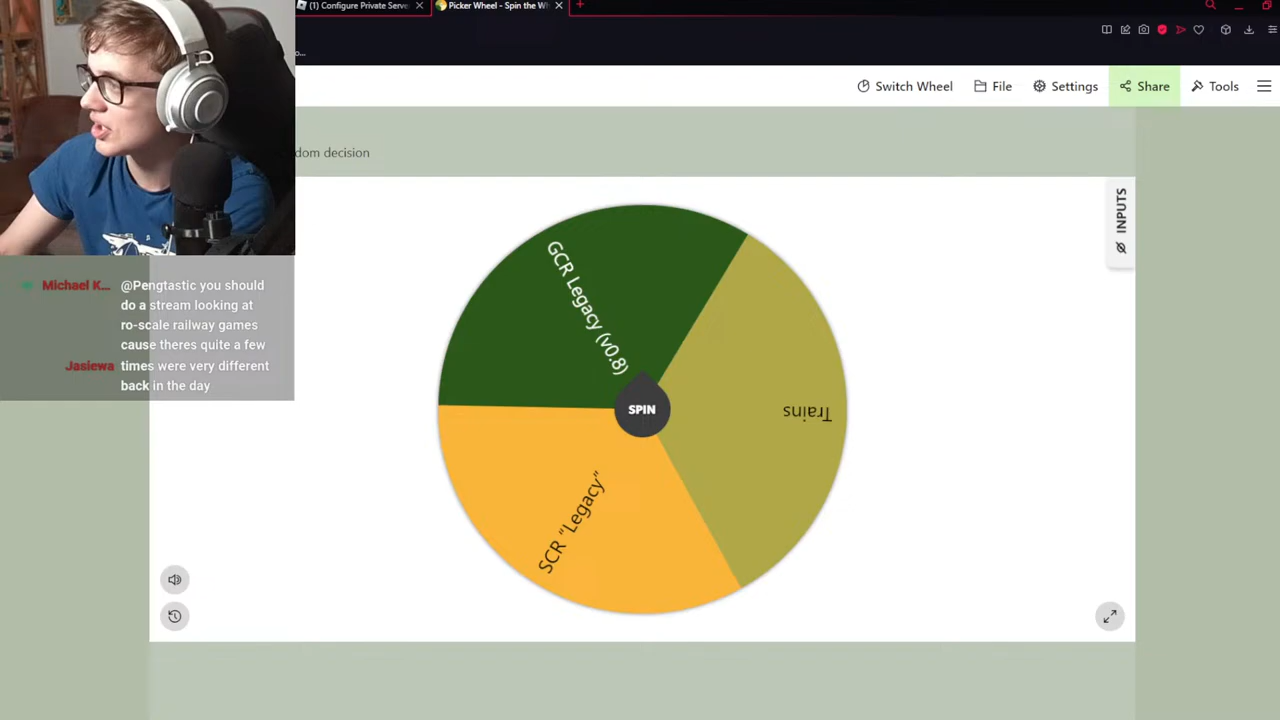 (1) Configure Private Serve
Picker Wheel - Spin the Wh
o...
Switch Wheel
File
Settings
Share
Tools
dom decision
INPUTS
GCR Legacy (v0.8)
Trains
SPIN
SCR "Legacy"
Michael K... @Pengtastic you should
do a stream looking at
ro-scale railway games
cause theres quite a few
Jasiewa times were very different
back in the day